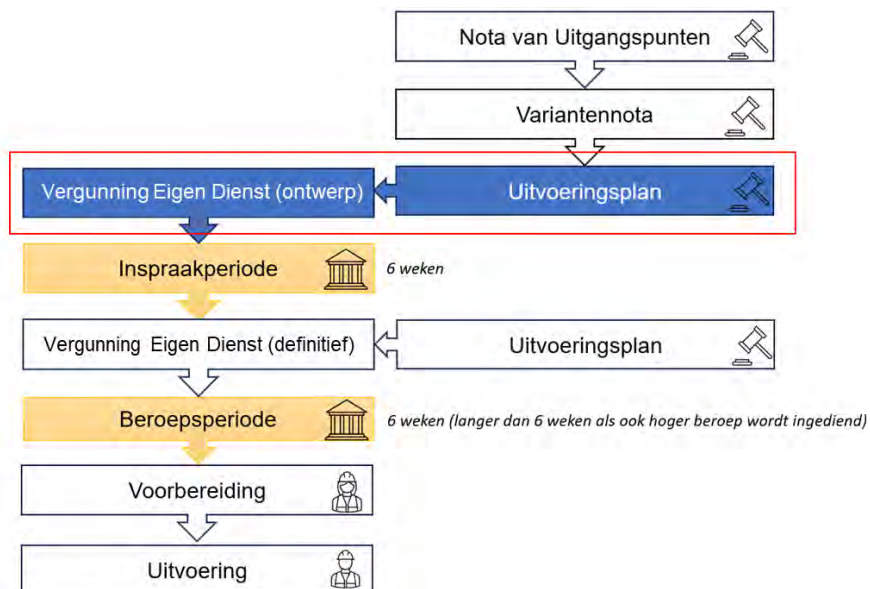 Nota van Uitgangspunten
Variantennota
Vergunning Eigen Dienst (ontwerp)
Uitvoeringsplan
Inspraakperiode
6 weken
Vergunning Eigen Dienst (definitief)
Uitvoeringsplan
Beroepsperiode
6 weken (langer dan 6 weken als ook hoger beroep wordt ingediend)
Voorbereiding
Uitvoering